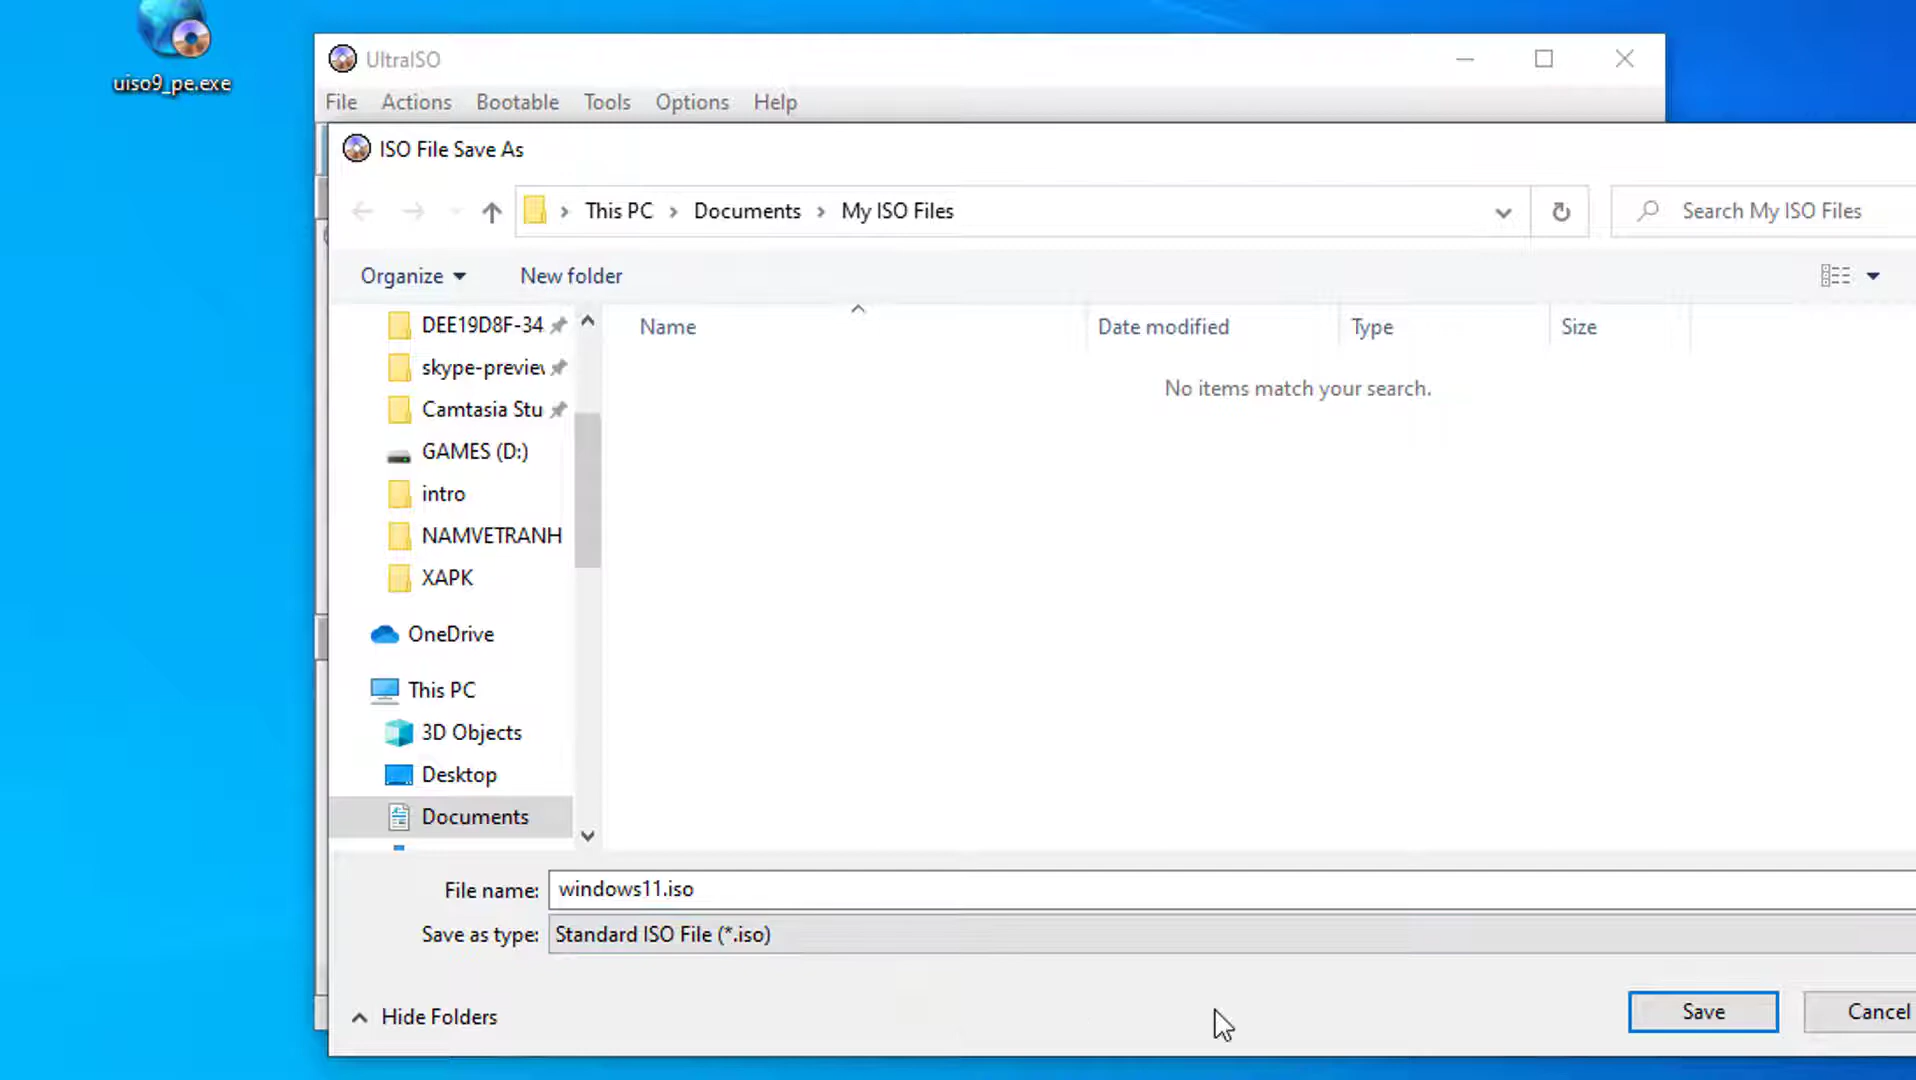 uiso9_pe.exe
UltraISO
File Actions Bootable Tools Options Help
ISO File Save As
This PC > Documents > My ISO Files
Search My ISO Files
Organize
New folder
Name
Date modified
Type
Size
No items match your search.
DEE19D8F-34
skype-preview
Camtasia Stu
GAMES (D:)
intro
NAMVETRANH
XAPK
OneDrive
This PC
3D Objects
Desktop
Documents
File name: windows11.iso
Save as type: Standard ISO File (*.iso)
Hide Folders
Save
Cancel